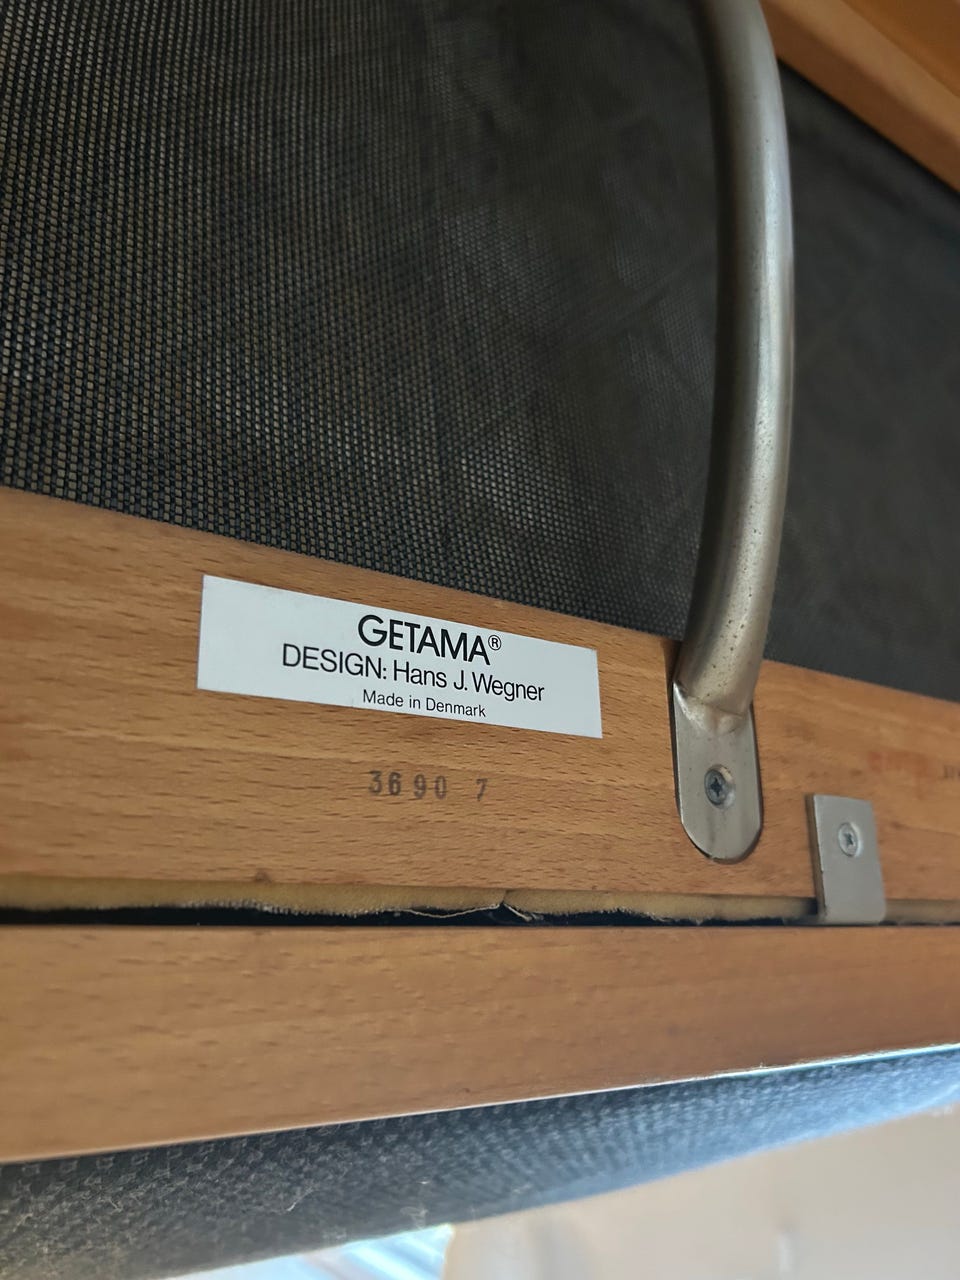 GETAMA®
DESIGN: Hans J. Wegner
Made in Denmark
3690 7